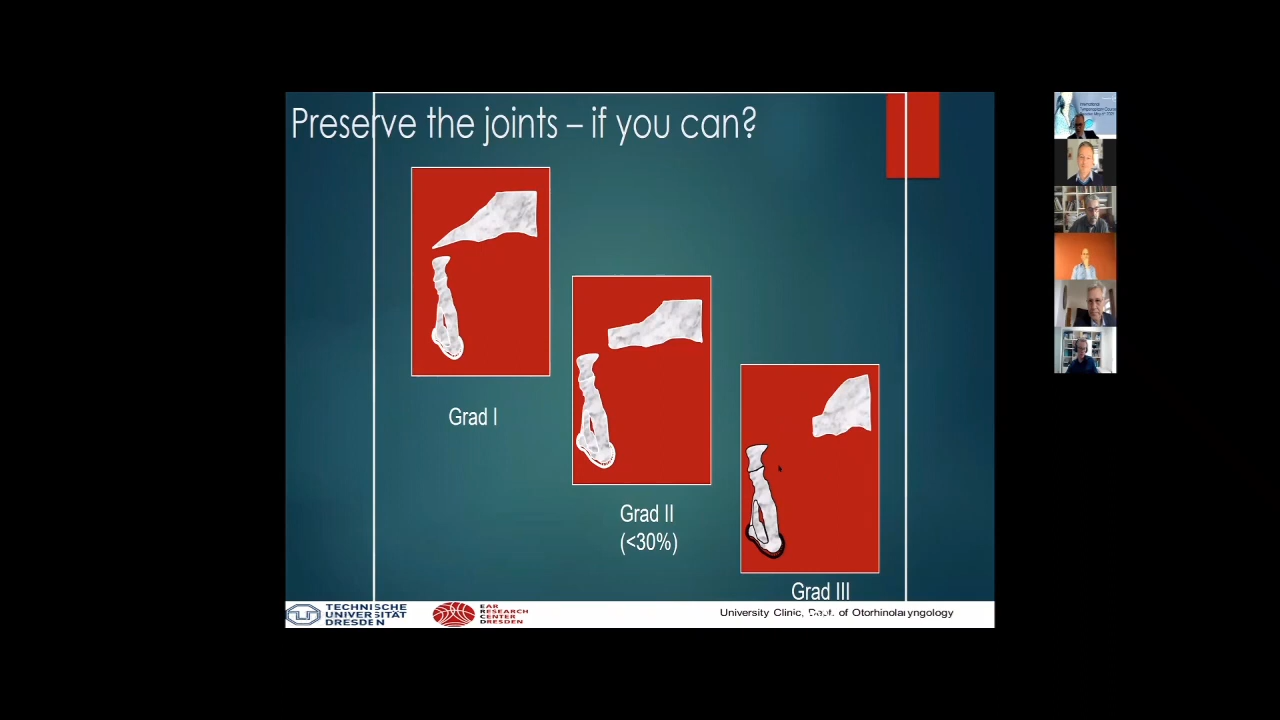 Preserve the joints – if you can?
Grad I
Grad II
(<30%)
Grad III
TECHNISCHE
UNIVERSITÄT
DRESDEN
EAR
RESEARCH
CENTER
DRESDEN
University Clinic, Dept. of Otorhinolaryngology
International